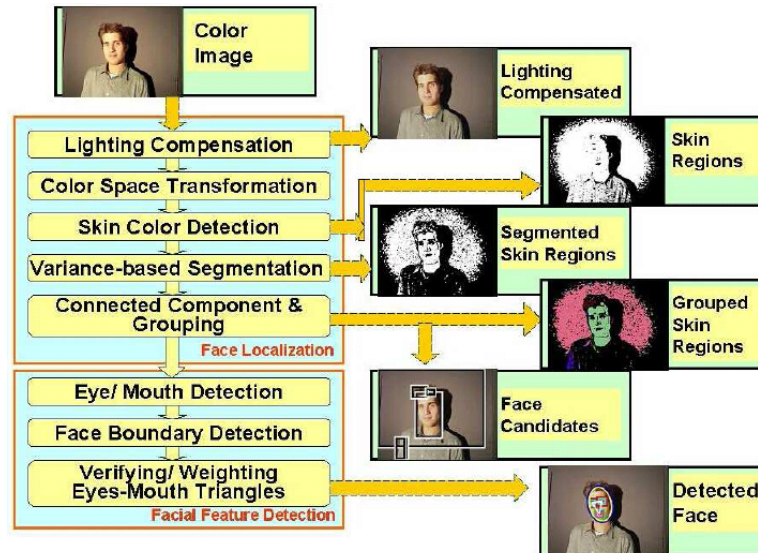 Color
Image
Lighting
Compensated
Lighting Compensation
Skin
Regions
Color Space Transformation
Skin Color Detection
Segmented
Skin Regions
Variance-based Segmentation
Connected Component &
Grouping
Grouped
Skin
Regions
Face Localization
Eye/ Mouth Detection
Face
Candidates
Face Boundary Detection
Verifying/ Weighting
Eyes-Mouth Triangles
Detected
Face
Facial Feature Detection